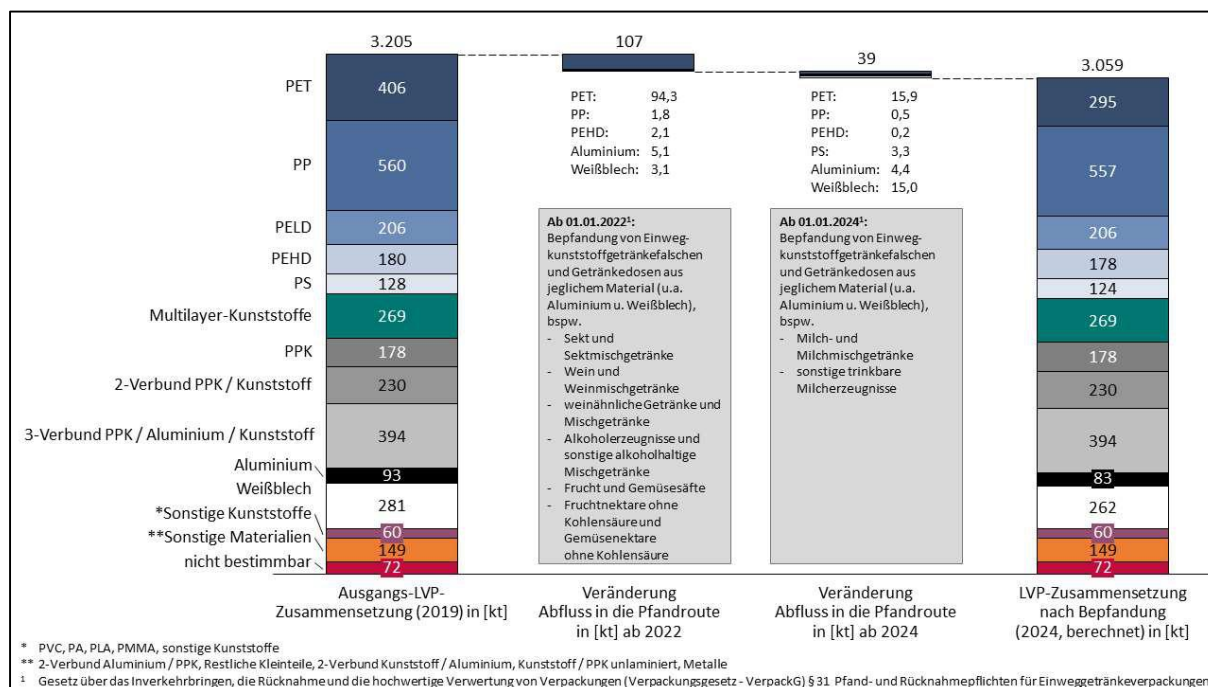 3.205
107
39
3.059
PET
406
295
PP
560
557
PELD
206
206
PEHD
180
178
PS
128
124
Multilayer-Kunststoffe
269
269
PPK
178
178
2-Verbund PPK / Kunststoff
230
230
3-Verbund PPK / Aluminium / Kunststoff
394
394
Aluminium
93
83
Weißblech
281
262
*Sonstige Kunststoffe
60
60
**Sonstige Materialien
149
149
nicht bestimmbar
72
72
PET: 94,3
PP: 1,8
PEHD: 2,1
Aluminium: 5,1
Weißblech: 3,1
PET: 15,9
PP: 0,5
PEHD: 0,2
PS: 3,3
Aluminium: 4,4
Weißblech: 15,0
Ab 01.01.2022¹:
Bepfandung von Einweg-
kunststoffgetränkefalschen
und Getränkedosen aus
jeglichem Material (u.a.
Aluminium u. Weißblech),
bspw.
- Sekt und
Sektmischgetränke
- Wein und
Weinmischgetränke
- weinähnliche Getränke und
Mischgetränke
- Alkoholerzeugnisse und
sonstige alkoholhaltige
Mischgetränke
- Frucht und Gemüsesäfte
- Fruchtnektare ohne
Kohlensäure und
Gemüsenektare
ohne Kohlensäure
Ab 01.01.2024¹:
Bepfandung von Einweg-
kunststoffgetränkefalschen
und Getränkedosen aus
jeglichem Material (u.a.
Aluminium u. Weißblech),
bspw.
- Milch- und
Milchmischgetränke
- sonstige trinkbare
Milcherzeugnisse
Ausgangs-LVP-
Zusammensetzung (2019) in [kt]
Veränderung
Abfluss in die Pfandroute
in [kt] ab 2022
Veränderung
Abfluss in die Pfandroute
in [kt] ab 2024
LVP-Zusammensetzung
nach Bepfandung
(2024, berechnet) in [kt]
* PVC, PA, PLA, PMMA, sonstige Kunststoffe
** 2-Verbund Aluminium / PPK, Restliche Kleinteile, 2-Verbund Kunststoff / Aluminium, Kunststoff / PPK unlaminiert, Metalle
¹ Gesetz über das Inverkehrbringen, die Rücknahme und die hochwertige Verwertung von Verpackungen (Verpackungsgesetz - VerpackG) § 31 Pfand- und Rücknahmepflichten für Einweggetränkeverpackungen